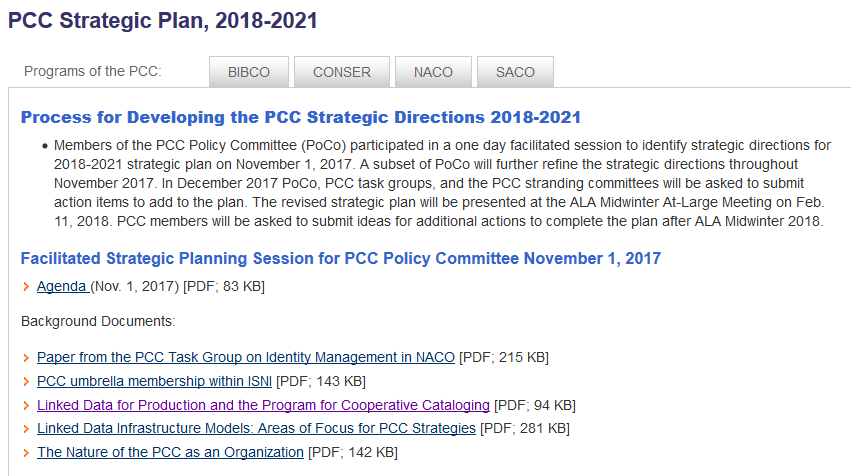 PCC Strategic Plan, 2018-2021
Programs of the PCC:
BIBCO
CONSER
NACO
SACO
Process for Developing the PCC Strategic Directions 2018-2021
• Members of the PCC Policy Committee (PoCo) participated in a one day facilitated session to identify strategic directions for
2018-2021 strategic plan on November 1, 2017. A subset of PoCo will further refine the strategic directions throughout
November 2017. In December 2017 PoCo, PCC task groups, and the PCC stranding committees will be asked to submit
action items to add to the plan. The revised strategic plan will be presented at the ALA Midwinter At-Large Meeting on Feb.
11, 2018. PCC members will be asked to submit ideas for additional actions to complete the plan after ALA Midwinter 2018.
Facilitated Strategic Planning Session for PCC Policy Committee November 1, 2017
Agenda (Nov. 1, 2017) [PDF; 83 KB]
Background Documents:
Paper from the PCC Task Group on Identity Management in NACO [PDF; 215 KB]
PCC umbrella membership within ISNI [PDF; 143 KB]
Linked Data for Production and the Program for Cooperative Cataloging [PDF; 94 KB]
Linked Data Infrastructure Models: Areas of Focus for PCC Strategies [PDF; 281 KB]
The Nature of the PCC as an Organization [PDF; 142 KB]